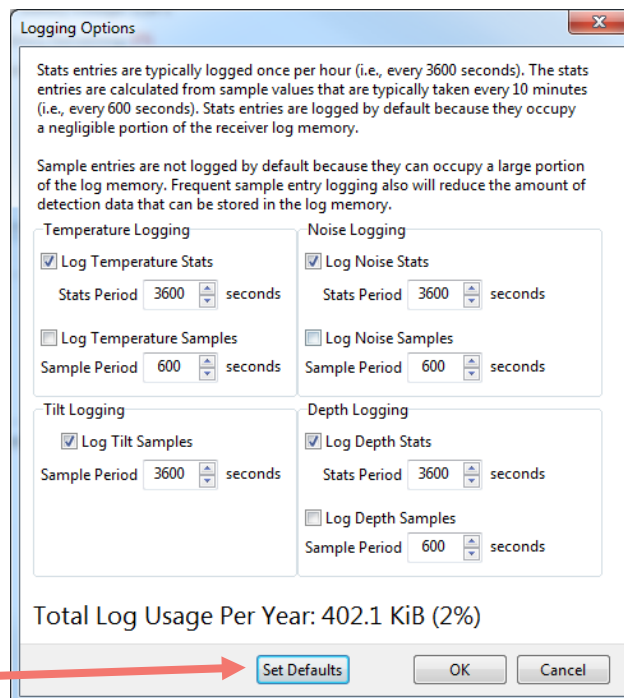 Logging Options
Stats entries are typically logged once per hour (i.e., every 3600 seconds). The stats
entries are calculated from sample values that are typically taken every 10 minutes
(i.e., every 600 seconds). Stats entries are logged by default because they occupy
a negligible portion of the receiver log memory.
Sample entries are not logged by default because they can occupy a large portion
of the log memory. Frequent sample entry logging also will reduce the amount of
detection data that can be stored in the log memory.
Temperature Logging
Log Temperature Stats
Stats Period 3600 seconds
Log Temperature Samples
Sample Period 600 seconds
Noise Logging
Log Noise Stats
Stats Period 3600 seconds
Log Noise Samples
Sample Period 600 seconds
Tilt Logging
Log Tilt Samples
Sample Period 3600 seconds
Depth Logging
Log Depth Stats
Stats Period 3600 seconds
Log Depth Samples
Sample Period 600 seconds
Total Log Usage Per Year: 402.1 KiB (2%)
Set Defaults OK Cancel